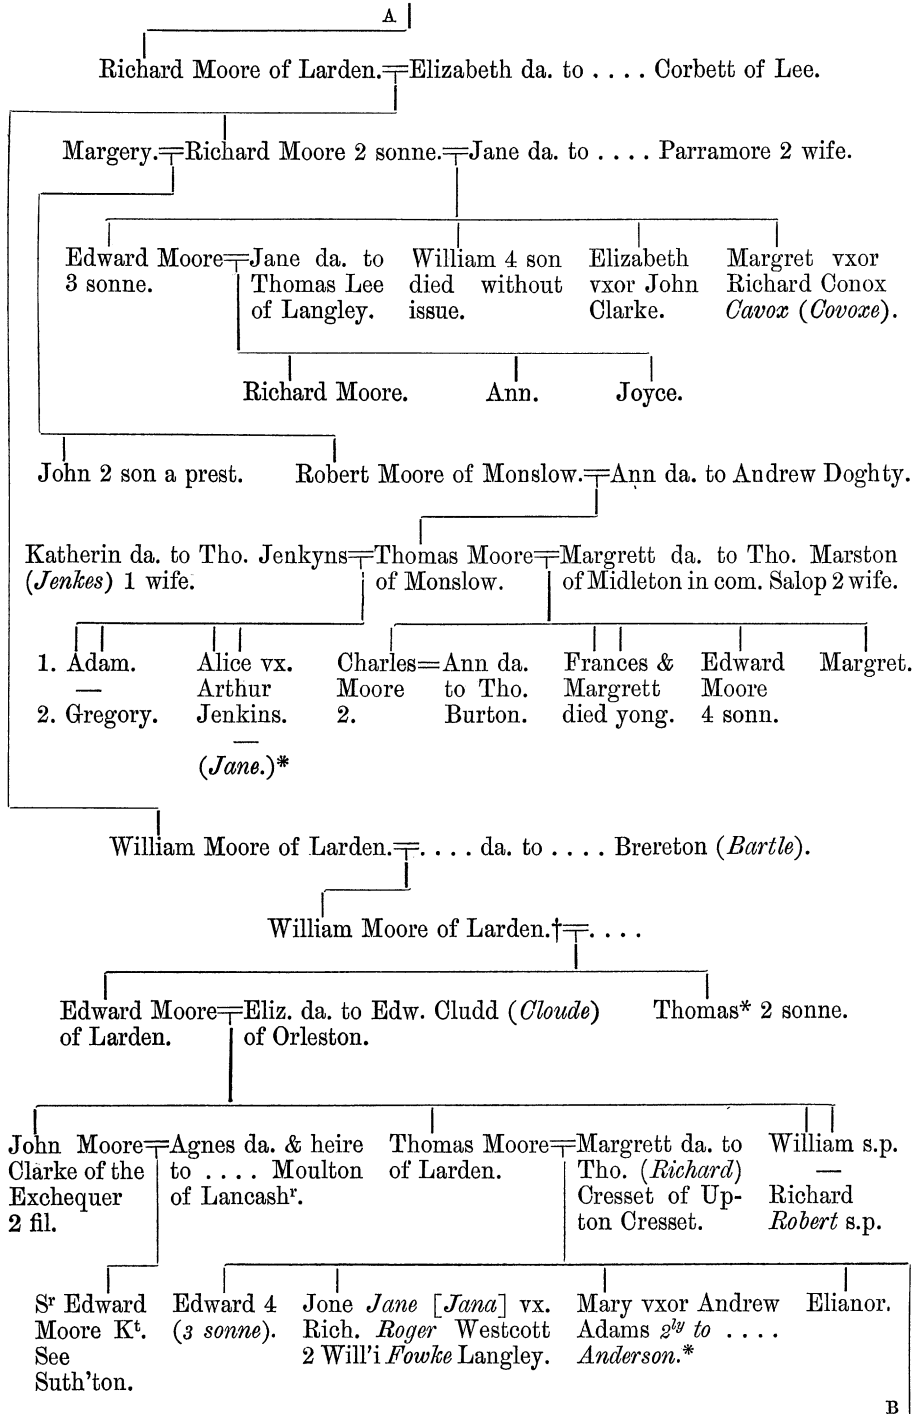 A
Richard Moore of Larden.=Elizabeth da. to . . . . Corbett of Lee.
Margery.=Richard Moore 2 sonne.=Jane da. to . . . . Parramore 2 wife.
Edward Moore=Jane da. to
3 sonne.
Thomas Lee
of Langley.
William 4 son
died without
issue.
Elizabeth
vxor John
Clarke.
Margret vxor
Richard Conox
Cavox (Covoxe).
Richard Moore.
Ann.
Joyce.
John 2 son a prest.
Robert Moore of Monslow.=Ann da. to Andrew Doghty.
Katherin da. to Tho. Jenkyns=Thomas Moore=Margrett da. to Tho. Marston
(Jenkes) 1 wife.
of Monslow.
of Midleton in com. Salop 2 wife.
1. Adam.
—
2. Gregory.
Alice vx.
Arthur
Jenkins.
—
(Jane.)*
Charles=Ann da.
Moore
2.
to Tho.
Burton.
Frances &
Margrett
died yong.
Edward
Moore
4 sonn.
Margret.
William Moore of Larden.=. . . . da. to . . . . Brereton (Bartle).
William Moore of Larden.†=. . . .
Edward Moore=Eliz. da. to Edw. Cludd (Cloude)
of Larden.
of Orleston.
Thomas* 2 sonne.
John Moore=Agnes da. & heire
Clarke of the
Exchequer
2 fil.
to . . . . Moulton
of Lancashʳ.
Thomas Moore=Margrett da. to
of Larden.
Tho. (Richard)
Cresset of Up-
ton Cresset.
William s.p.
—
Richard
Robert s.p.
Sʳ Edward
Moore Kᵗ.
See
Suth'ton.
Edward 4
(3 sonne).
Jone Jane [Jana] vx.
Rich. Roger Westcott
2 Will'i Fowke Langley.
Mary vxor Andrew
Adams 2ˡʸ to . . . .
Anderson.*
Elianor.
B